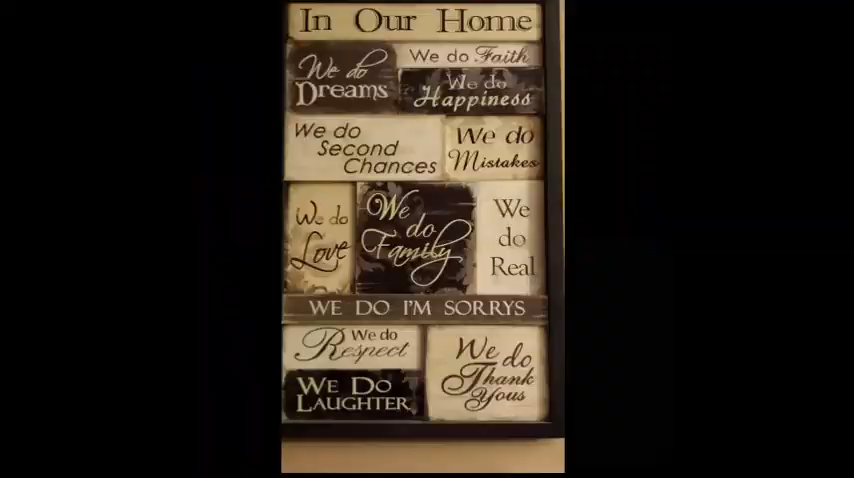 In Our Home
We do
Dreams
We do Faith
We do
Happiness
We do
Second
Chances
We do
Mistakes
We do
Love
We
do
Family
We
do
Real
WE DO I'M SORRYS
We do
Respect
WE DO
LAUGHTER
We do
Thank
Yous